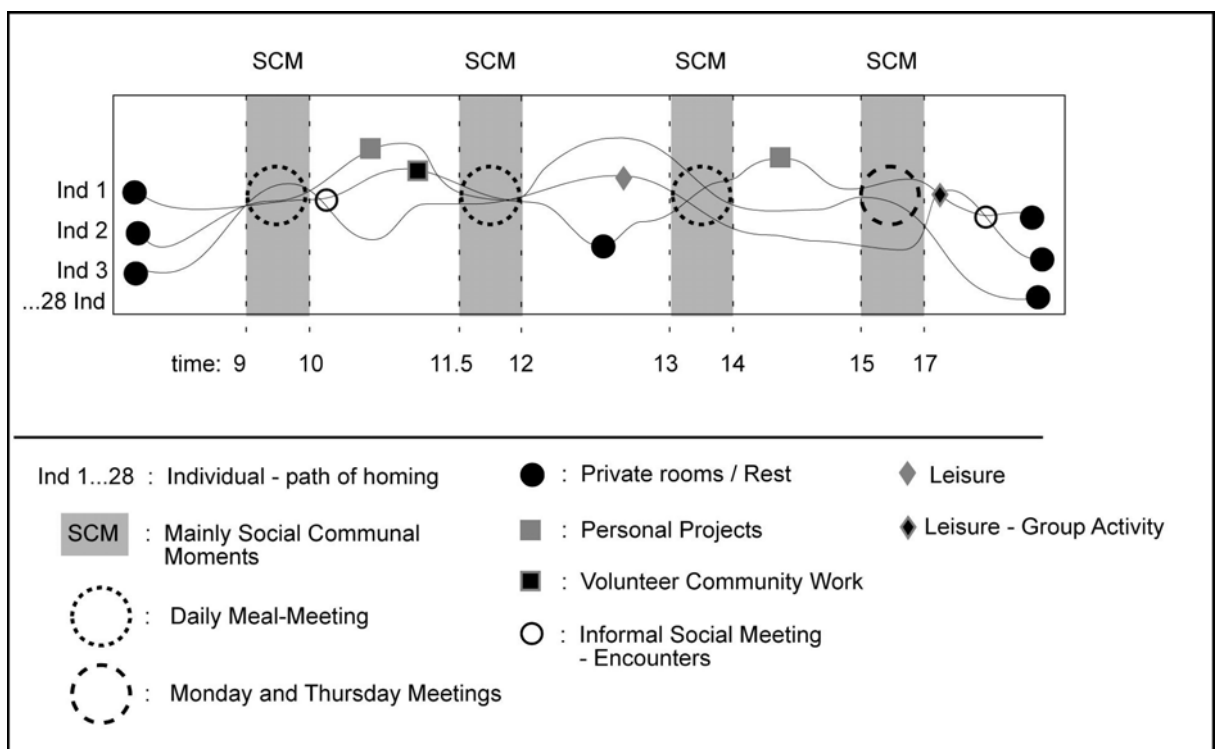 SCM SCM SCM SCM
Ind 1
Ind 2
Ind 3
...28 Ind
time: 9 10 11.5 12 13 14 15 17
Ind 1...28 : Individual - path of homing
SCM : Mainly Social Communal
Moments
: Daily Meal-Meeting
: Monday and Thursday Meetings
: Private rooms / Rest
: Personal Projects
: Volunteer Community Work
: Informal Social Meeting
- Encounters
: Leisure
: Leisure - Group Activity